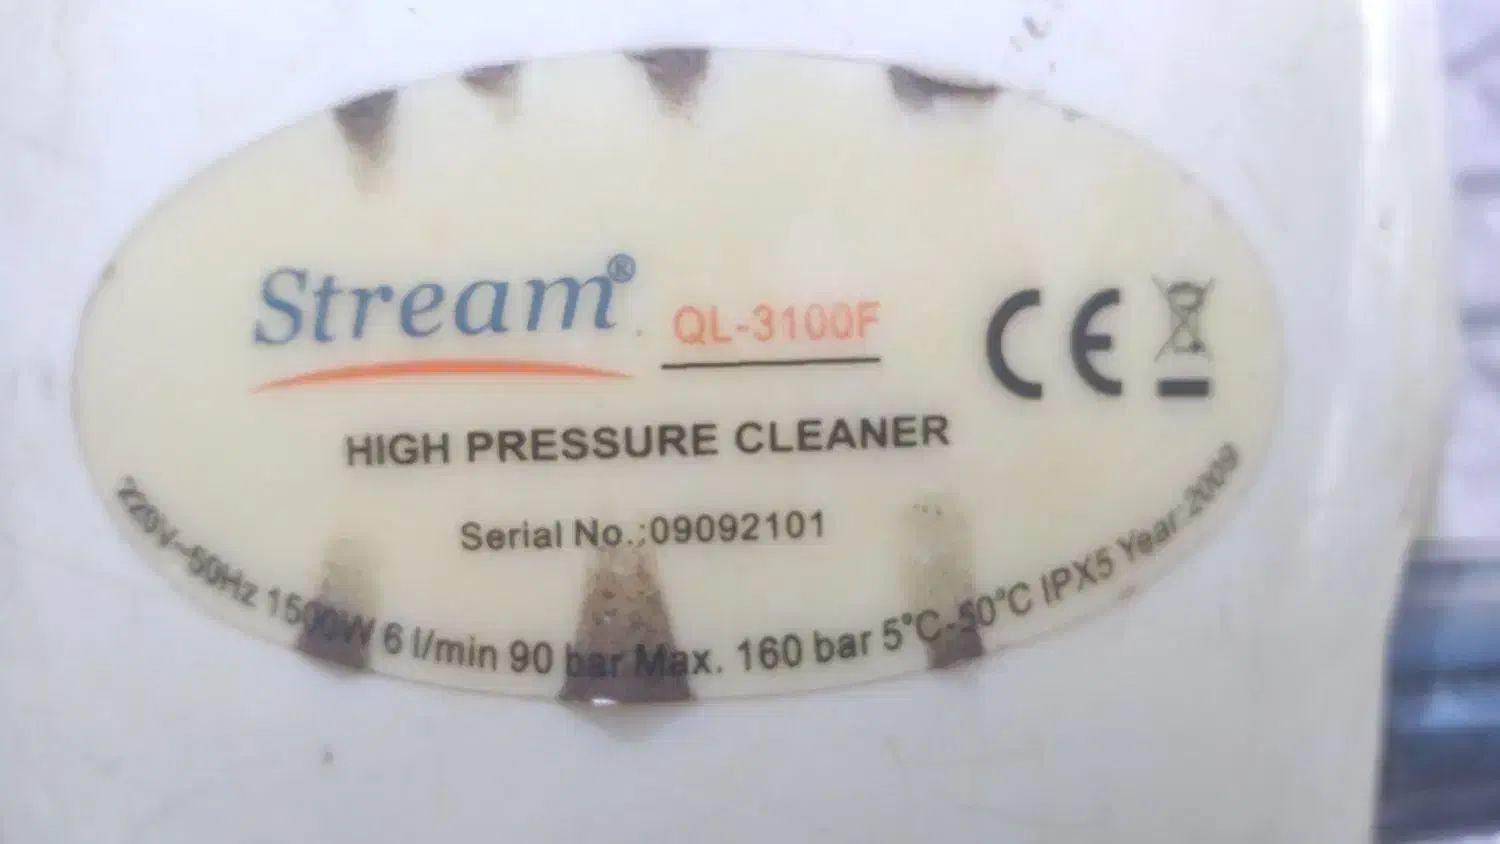 Stream® QL-3100F CE
HIGH PRESSURE CLEANER
Serial No.:09092101
220V~50Hz 1500W 6 l/min 90 bar Max. 160 bar 5°C-50°C IPX5 Year 2009